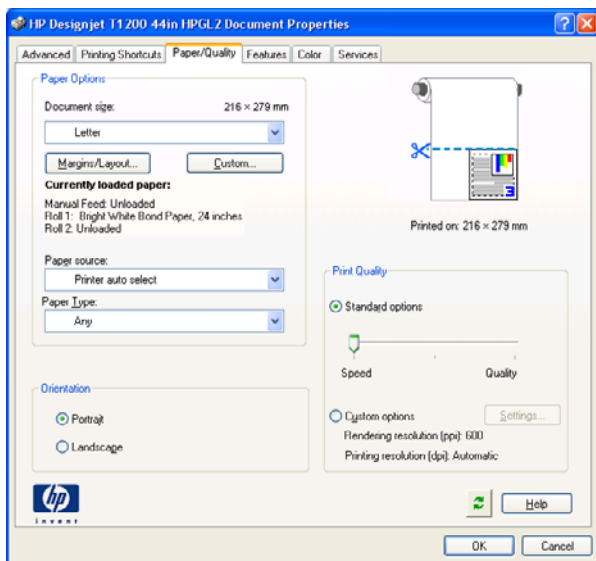 HP Designjet T1200 44in HPGL2 Document Properties
Advanced Printing Shortcuts Paper/Quality Features Color Services
Paper Options
Document size: 216 × 279 mm
Letter
Margins/Layout... Custom...
Currently loaded paper:
Manual Feed: Unloaded
Roll 1: Bright White Bond Paper, 24 inches
Roll 2: Unloaded
Paper source:
Printer auto select
Paper Type:
Any
Orientation
Portrait
Landscape
3
Printed on: 216 × 279 mm
Print Quality
Standard options
Speed Quality
Custom options Settings...
Rendering resolution (ppi): 600
Printing resolution (dpi): Automatic
hp
invent
Help
OK Cancel